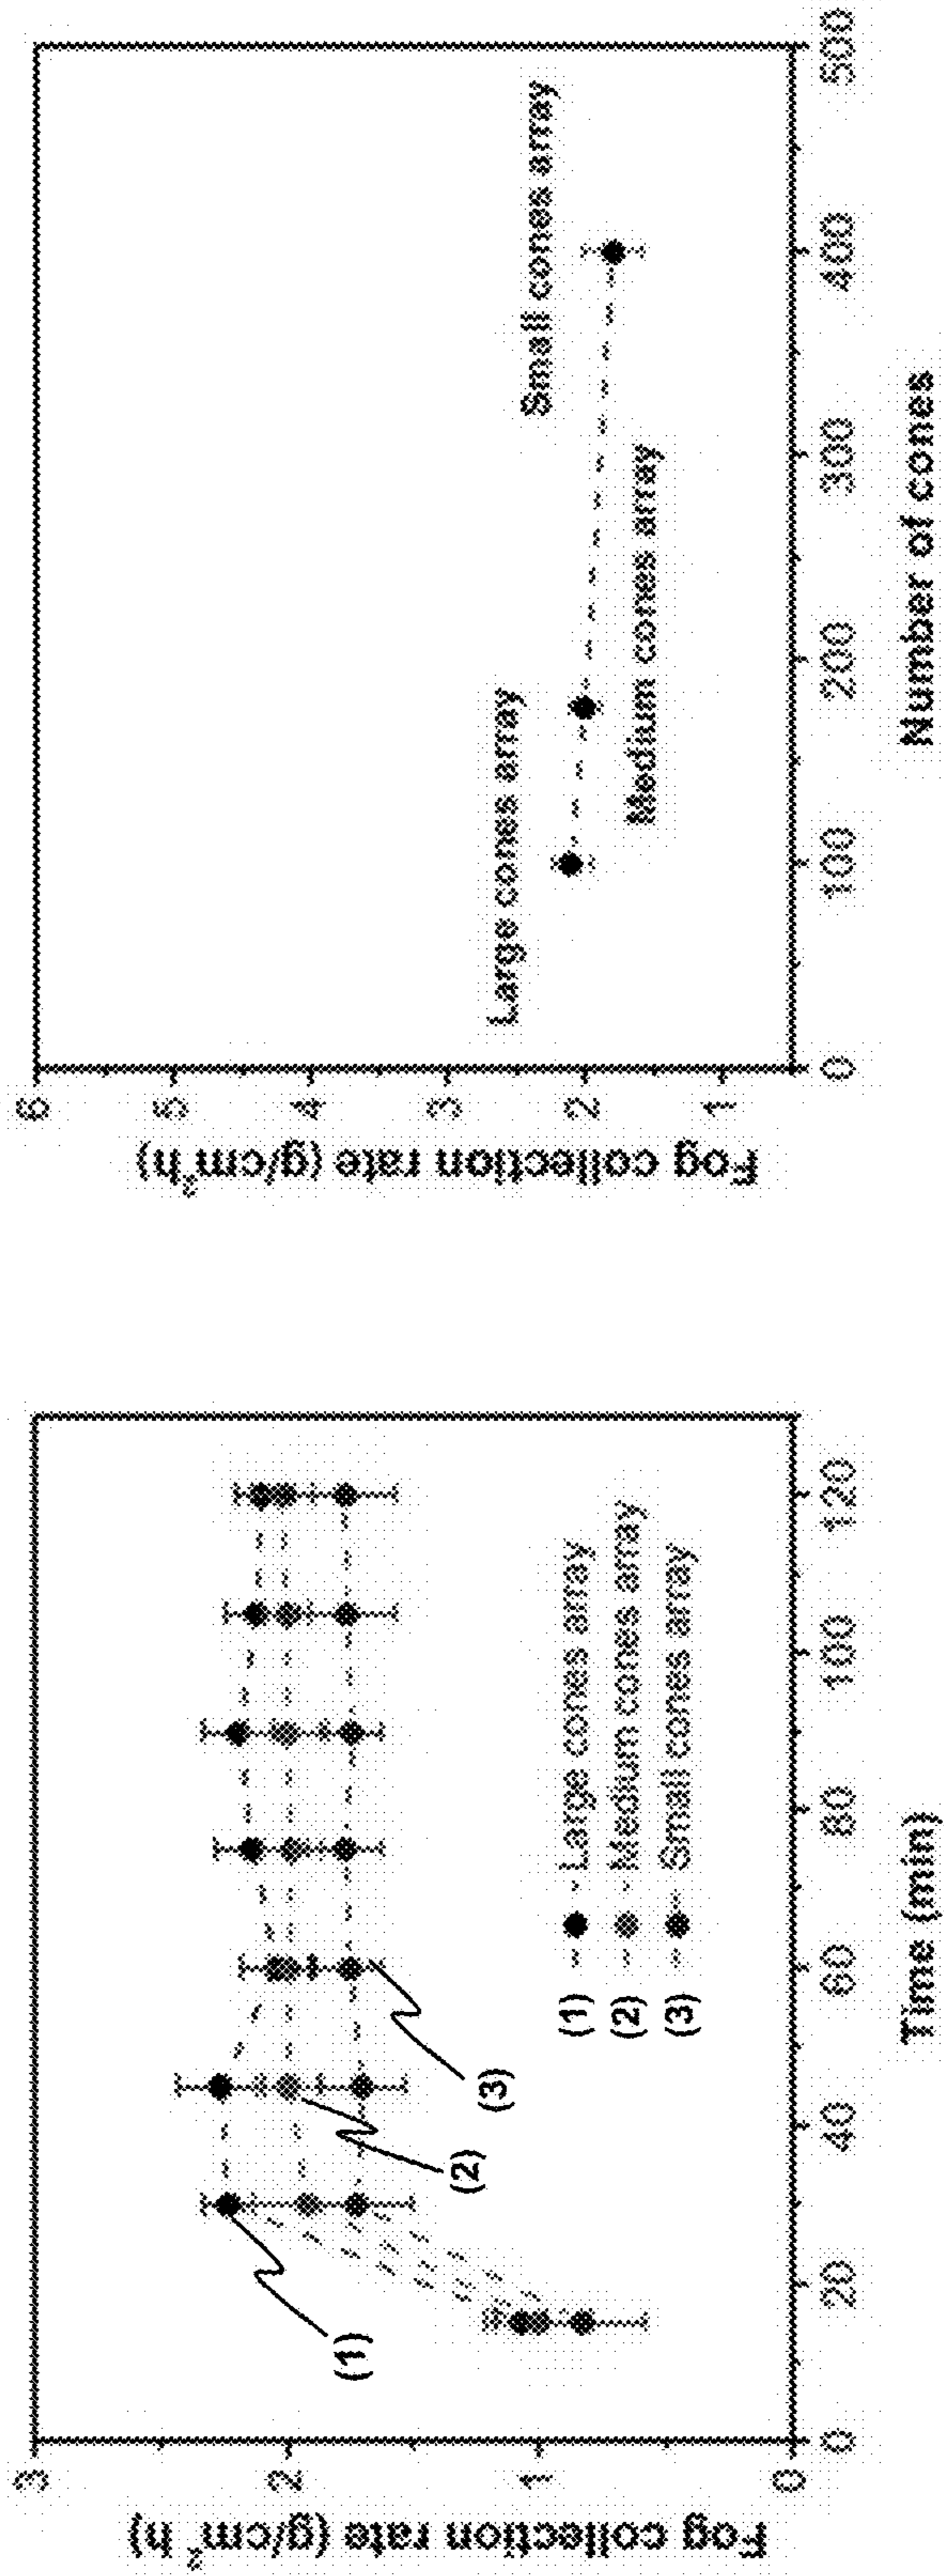 Fog collection rate (g/cm²h)
3
2
1
0
(1)
(2)
(3)
(1) Large cones array
(2) Medium cones array
(3) Small cones array
0
20
40
60
80
100
120
Time (min)
Fog collection rate (g/cm²h)
6
5
4
3
2
1
Large cones array
Medium cones array
Small cones array
0
100
200
300
400
500
Number of cones